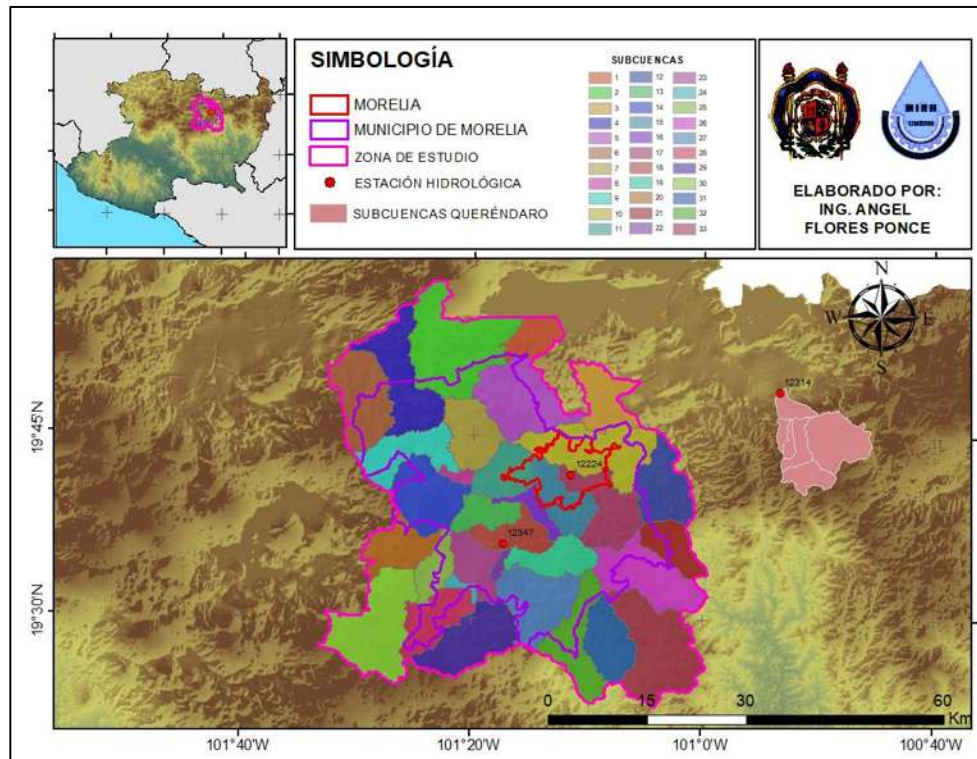 SIMBOLOGÍA
MORELIA
MUNICIPIO DE MORELIA
ZONA DE ESTUDIO
ESTACIÓN HIDROLÓGICA
SUBCUENCAS QUERÉNDARO
SUBCUENCAS
1 12 23
2 13 24
3 14 25
4 15 26
5 16 27
6 17 28
7 18 29
8 19 30
9 20 31
10 21 32
11 22 33
ELABORADO POR:
ING. ANGEL
FLORES PONCE
N
W E
S
12314
12224
12347
19°45'N
19°30'N
0 15 30 60
Km
101°40'W 101°20'W 101°0'W 100°40'W